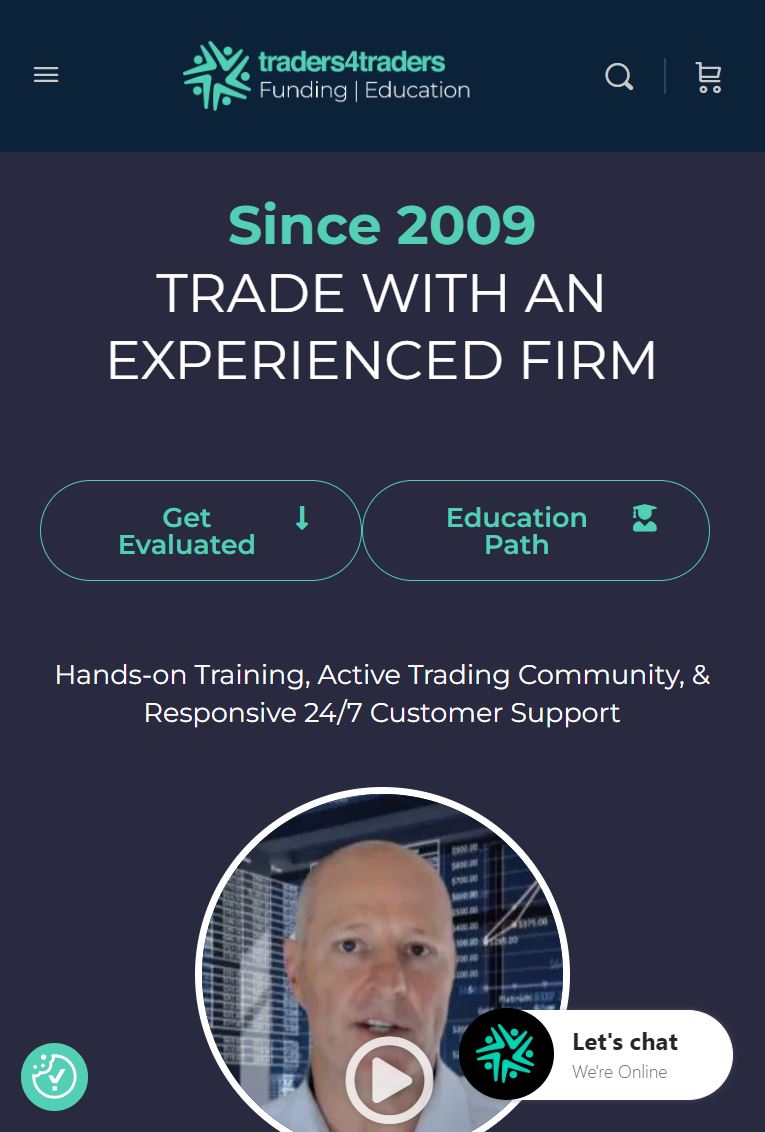 traders4traders
Funding | Education
Since 2009
TRADE WITH AN
EXPERIENCED FIRM
Get
Evaluated
Education
Path
Hands-on Training, Active Trading Community, &
Responsive 24/7 Customer Support
Let's chat
We're Online